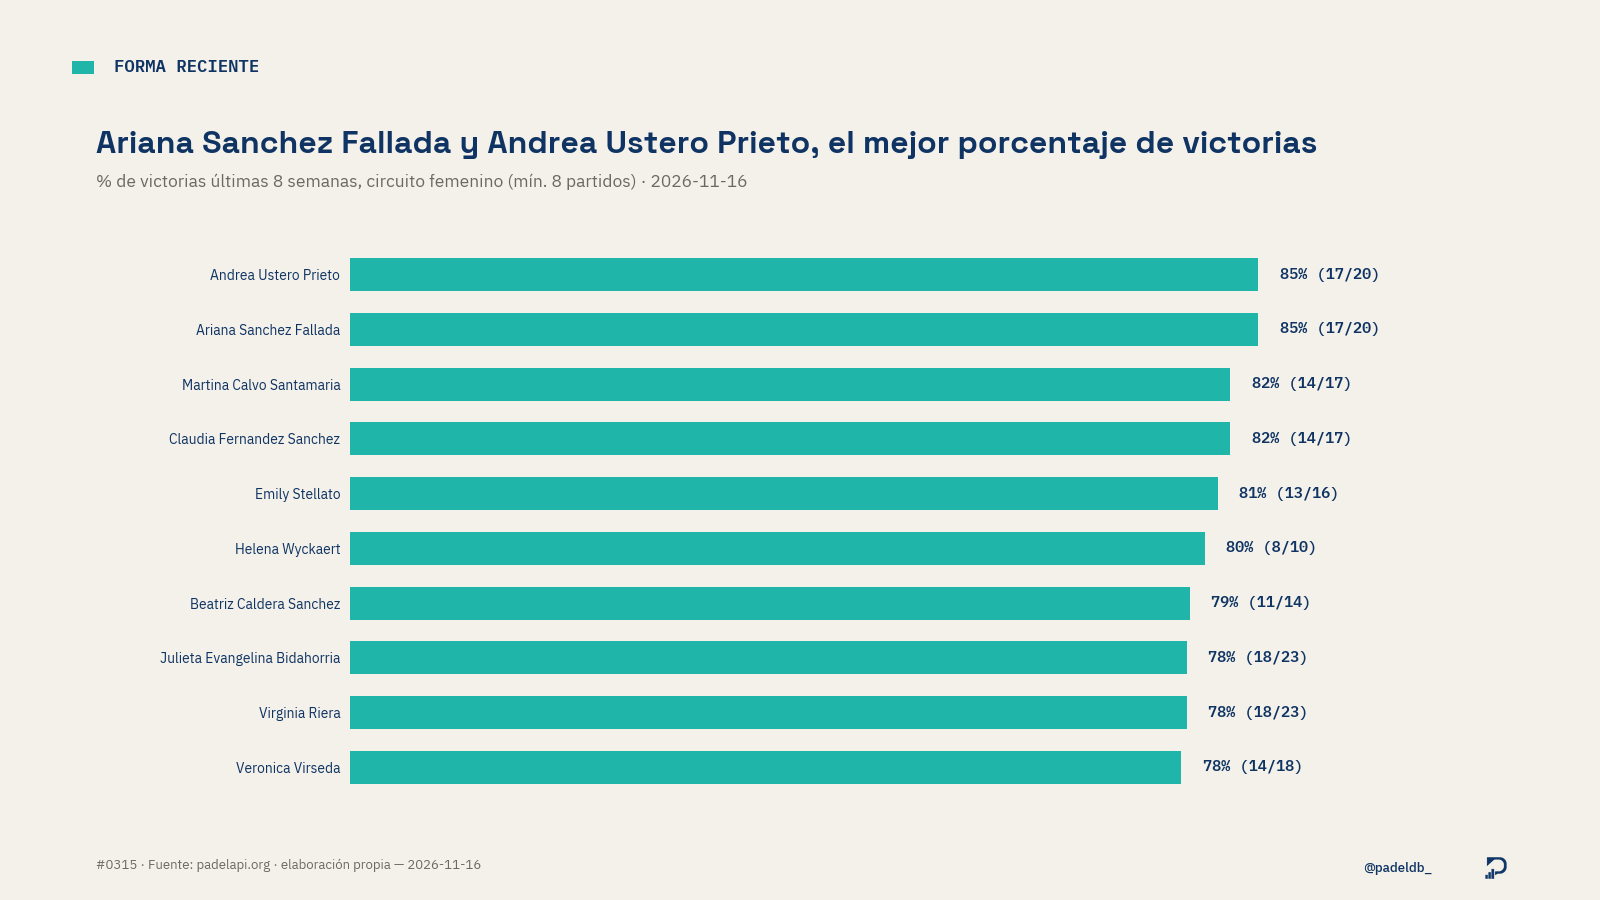 FORMA RECIENTE
Ariana Sanchez Fallada y Andrea Ustero Prieto, el mejor porcentaje de victorias
% de victorias últimas 8 semanas, circuito femenino (mín. 8 partidos) · 2026-11-16
Andrea Ustero Prieto 85% (17/20)
Ariana Sanchez Fallada 85% (17/20)
Martina Calvo Santamaria 82% (14/17)
Claudia Fernandez Sanchez 82% (14/17)
Emily Stellato 81% (13/16)
Helena Wyckaert 80% (8/10)
Beatriz Caldera Sanchez 79% (11/14)
Julieta Evangelina Bidahorria 78% (18/23)
Virginia Riera 78% (18/23)
Veronica Virseda 78% (14/18)
#0315 · Fuente: padelapi.org · elaboración propia — 2026-11-16
@padeldb_